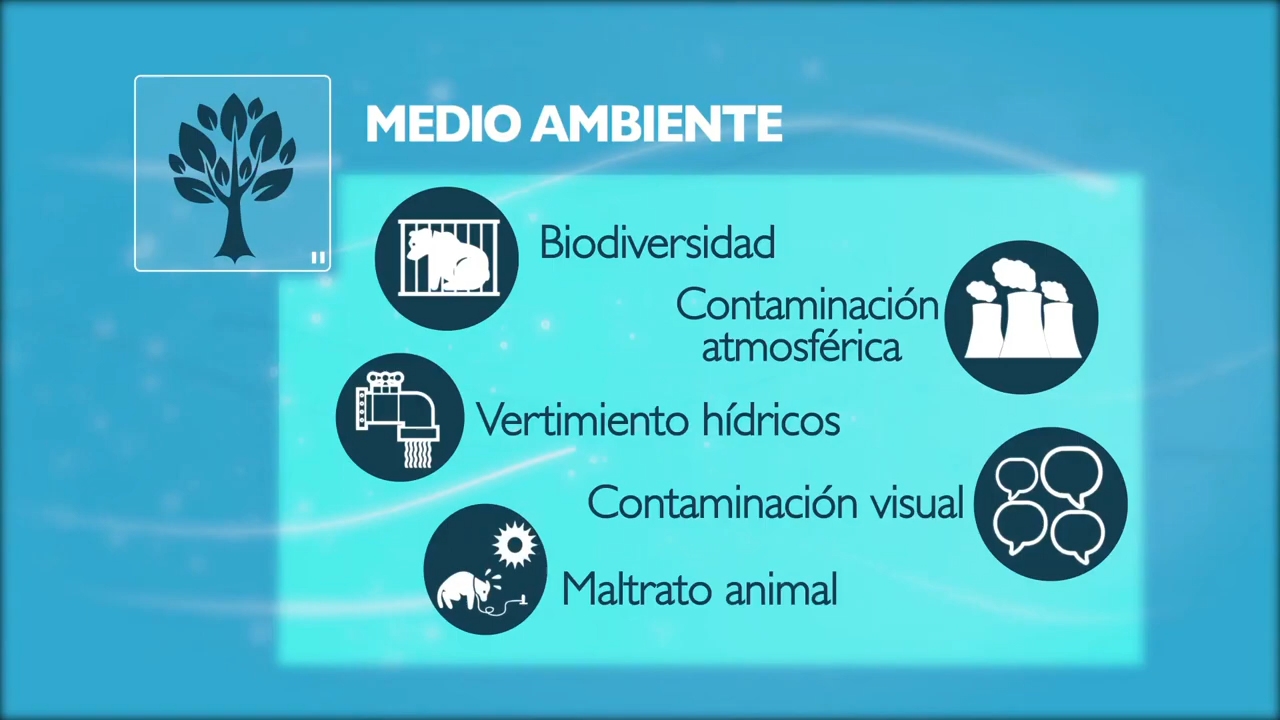 MEDIO AMBIENTE
Biodiversidad
Contaminación
atmosférica
Vertimiento hídricos
Contaminación visual
Maltrato animal